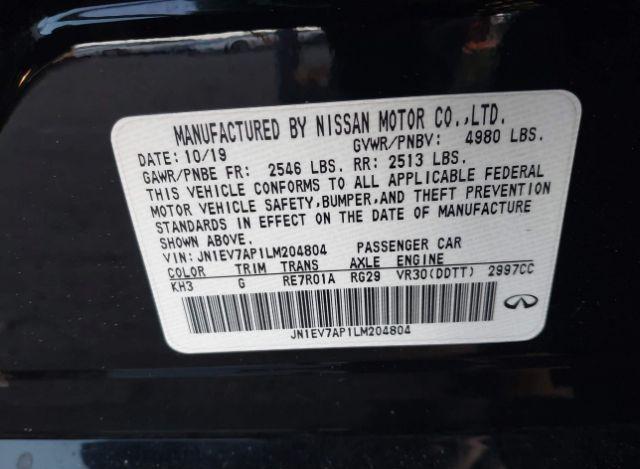 MANUFACTURED BY NISSAN MOTOR CO.,LTD.
DATE: 10/19 GVWR/PNBV: 4980 LBS.
GAWR/PNBE FR: 2546 LBS. RR: 2513 LBS.
THIS VEHICLE CONFORMS TO ALL APPLICABLE FEDERAL
MOTOR VEHICLE SAFETY,BUMPER,AND THEFT PREVENTION
STANDARDS IN EFFECT ON THE DATE OF MANUFACTURE
SHOWN ABOVE.
VIN: JN1EV7AP1LM204804 PASSENGER CAR
COLOR TRIM TRANS AXLE ENGINE
KH3 G RE7R01A RG29 VR30(DDTT) 2997CC
JN1EV7AP1LM204804